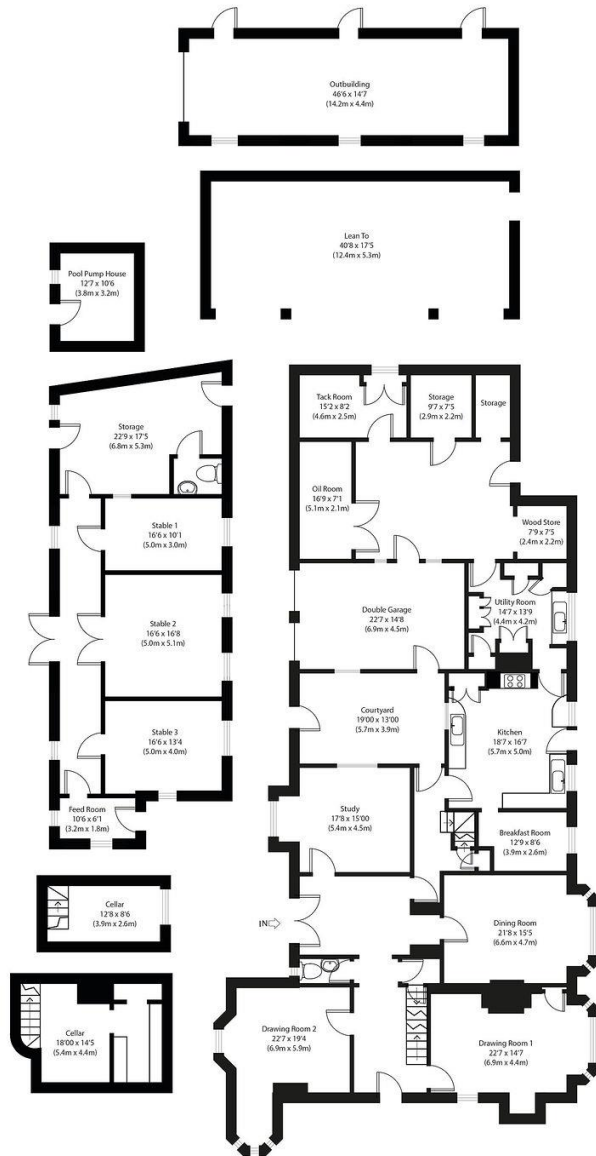 Outbuilding
46'6 x 14'7
(14.2m x 4.4m)
Lean To
40'8 x 17'5
(12.4m x 5.3m)
Pool Pump House
12'7 x 10'6
(3.8m x 3.2m)
Tack Room
15'2 x 8'2
(4.6m x 2.5m)
Storage
9'7 x 7'5
(2.9m x 2.2m)
Storage
Storage
22'9 x 17'5
(6.8m x 5.3m)
Oil Room
16'9 x 7'1
(5.1m x 2.1m)
Wood Store
7'9 x 7'5
(2.4m x 2.2m)
Stable 1
16'6 x 10'1
(5.0m x 3.0m)
Utility Room
14'7 x 13'9
(4.4m x 4.2m)
Stable 2
16'6 x 16'8
(5.0m x 5.1m)
Double Garage
22'7 x 14'8
(6.9m x 4.5m)
Courtyard
19'00 x 13'00
(5.7m x 3.9m)
Kitchen
18'7 x 16'7
(5.7m x 5.0m)
Stable 3
16'6 x 13'4
(5.0m x 4.0m)
Study
17'8 x 15'00
(5.4m x 4.5m)
Feed Room
10'6 x 6'1
(3.2m x 1.8m)
Breakfast Room
12'9 x 8'6
(3.9m x 2.6m)
Cellar
12'8 x 8'6
(3.9m x 2.6m)
IN
Dining Room
21'8 x 15'5
(6.6m x 4.7m)
Cellar
18'00 x 14'5
(5.4m x 4.4m)
Drawing Room 2
22'7 x 19'4
(6.9m x 5.9m)
Drawing Room 1
22'7 x 14'7
(6.9m x 4.4m)